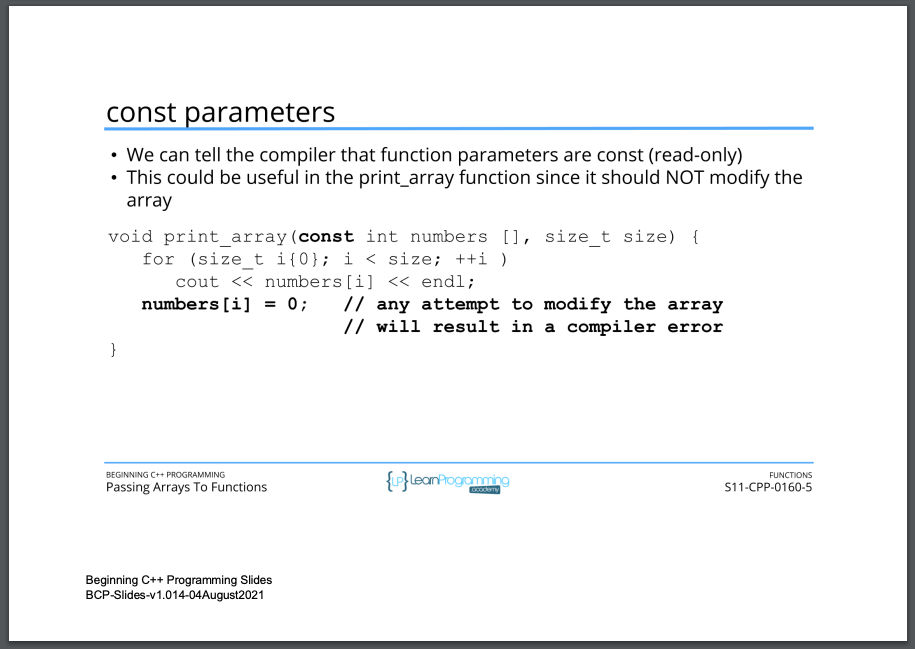 const parameters
• We can tell the compiler that function parameters are const (read-only)
• This could be useful in the print_array function since it should NOT modify the
array
void print_array(const int numbers [], size_t size) {
for (size_t i{0}; i < size; ++i )
cout << numbers[i] << endl;
numbers[i] = 0; // any attempt to modify the array
// will result in a compiler error
}
BEGINNING C++ PROGRAMMING
Passing Arrays To Functions
{LP} LearnProgramming
academy
FUNCTIONS
S11-CPP-0160-5
Beginning C++ Programming Slides
BCP-Slides-v1.014-04August2021